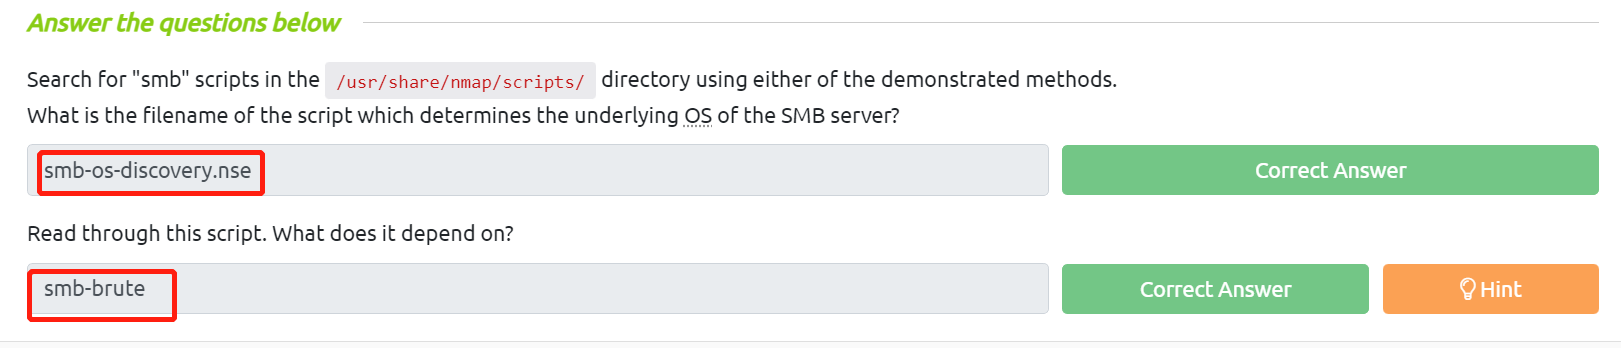 Answer the questions below
Search for "smb" scripts in the /usr/share/nmap/scripts/ directory using either of the demonstrated methods.
What is the filename of the script which determines the underlying OS of the SMB server?
smb-os-discovery.nse Correct Answer
Read through this script. What does it depend on?
smb-brute Correct Answer Hint